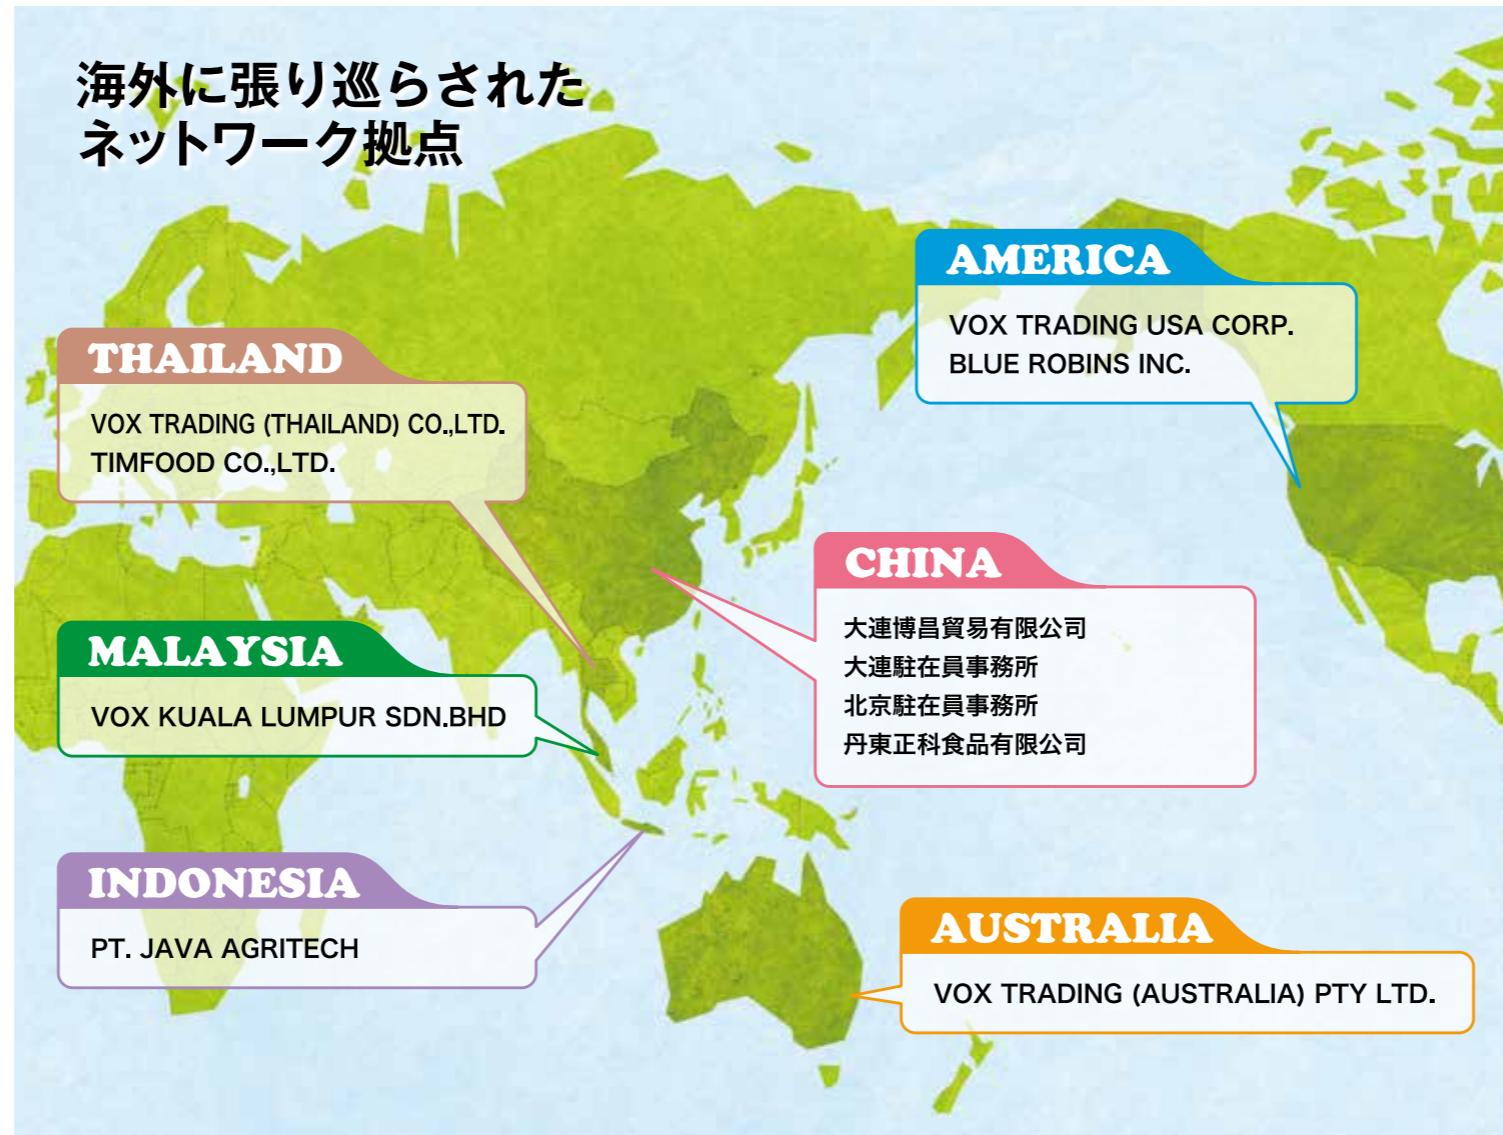 海外に張り巡らされた
ネットワーク拠点
AMERICA
VOX TRADING USA CORP.
BLUE ROBINS INC.
THAILAND
VOX TRADING (THAILAND) CO.,LTD.
TIMFOOD CO.,LTD.
CHINA
大連博昌貿易有限公司
大連駐在員事務所
北京駐在員事務所
丹東正科食品有限公司
MALAYSIA
VOX KUALA LUMPUR SDN.BHD
INDONESIA
PT. JAVA AGRITECH
AUSTRALIA
VOX TRADING (AUSTRALIA) PTY LTD.